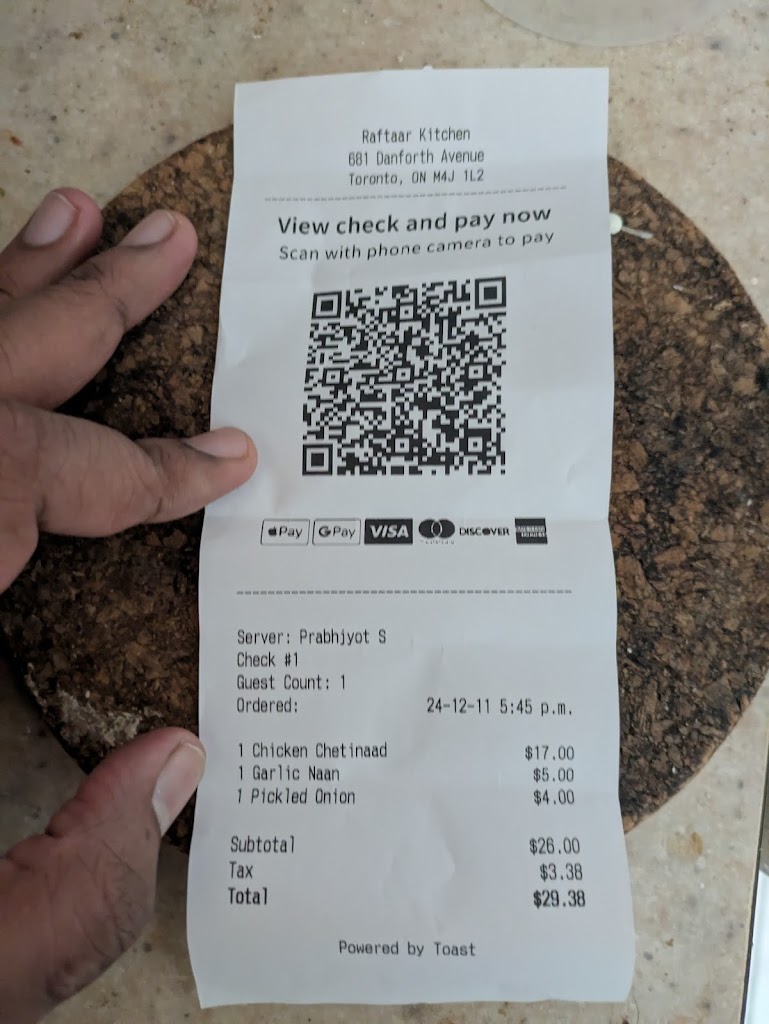 Raftaar Kitchen
681 Danforth Avenue
Toronto, ON M4J 1L2
View check and pay now
Scan with phone camera to pay
Pay G Pay VISA DISCOVER
Server: Prabhjyot S
Check #1
Guest Count: 1
Ordered: 24-12-11 5:45 p.m.
1 Chicken Chetinaad $17.00
1 Garlic Naan $5.00
1 Pickled Onion $4.00
Subtotal $26.00
Tax $3.38
Total $29.38
Powered by Toast